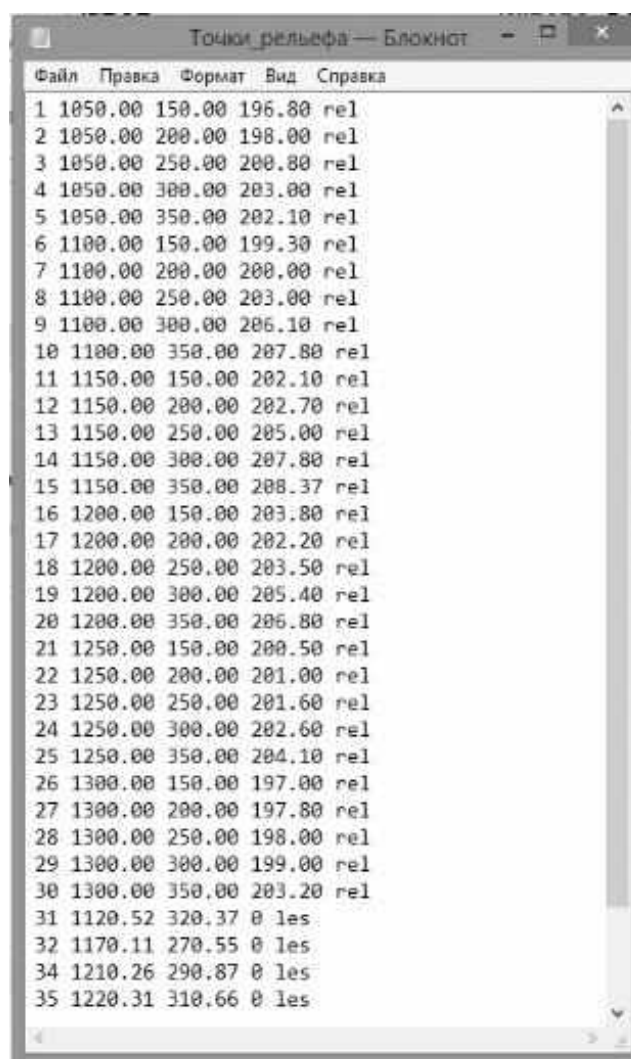 Точки_рельефа — Блокнот
Файл Правка Формат Вид Справка
1 1050.00 150.00 196.80 rel
2 1050.00 200.00 198.00 rel
3 1050.00 250.00 200.80 rel
4 1050.00 300.00 203.00 rel
5 1050.00 350.00 202.10 rel
6 1100.00 150.00 199.30 rel
7 1100.00 200.00 200.00 rel
8 1100.00 250.00 203.00 rel
9 1100.00 300.00 206.10 rel
10 1100.00 350.00 207.80 rel
11 1150.00 150.00 202.10 rel
12 1150.00 200.00 202.70 rel
13 1150.00 250.00 205.00 rel
14 1150.00 300.00 207.80 rel
15 1150.00 350.00 208.37 rel
16 1200.00 150.00 203.80 rel
17 1200.00 200.00 202.20 rel
18 1200.00 250.00 203.50 rel
19 1200.00 300.00 205.40 rel
20 1200.00 350.00 206.80 rel
21 1250.00 150.00 200.50 rel
22 1250.00 200.00 201.00 rel
23 1250.00 250.00 201.60 rel
24 1250.00 300.00 202.60 rel
25 1250.00 350.00 204.10 rel
26 1300.00 150.00 197.00 rel
27 1300.00 200.00 197.80 rel
28 1300.00 250.00 198.00 rel
29 1300.00 300.00 199.00 rel
30 1300.00 350.00 203.20 rel
31 1120.52 320.37 0 les
32 1170.11 270.55 0 les
34 1210.26 290.87 0 les
35 1220.31 310.66 0 les